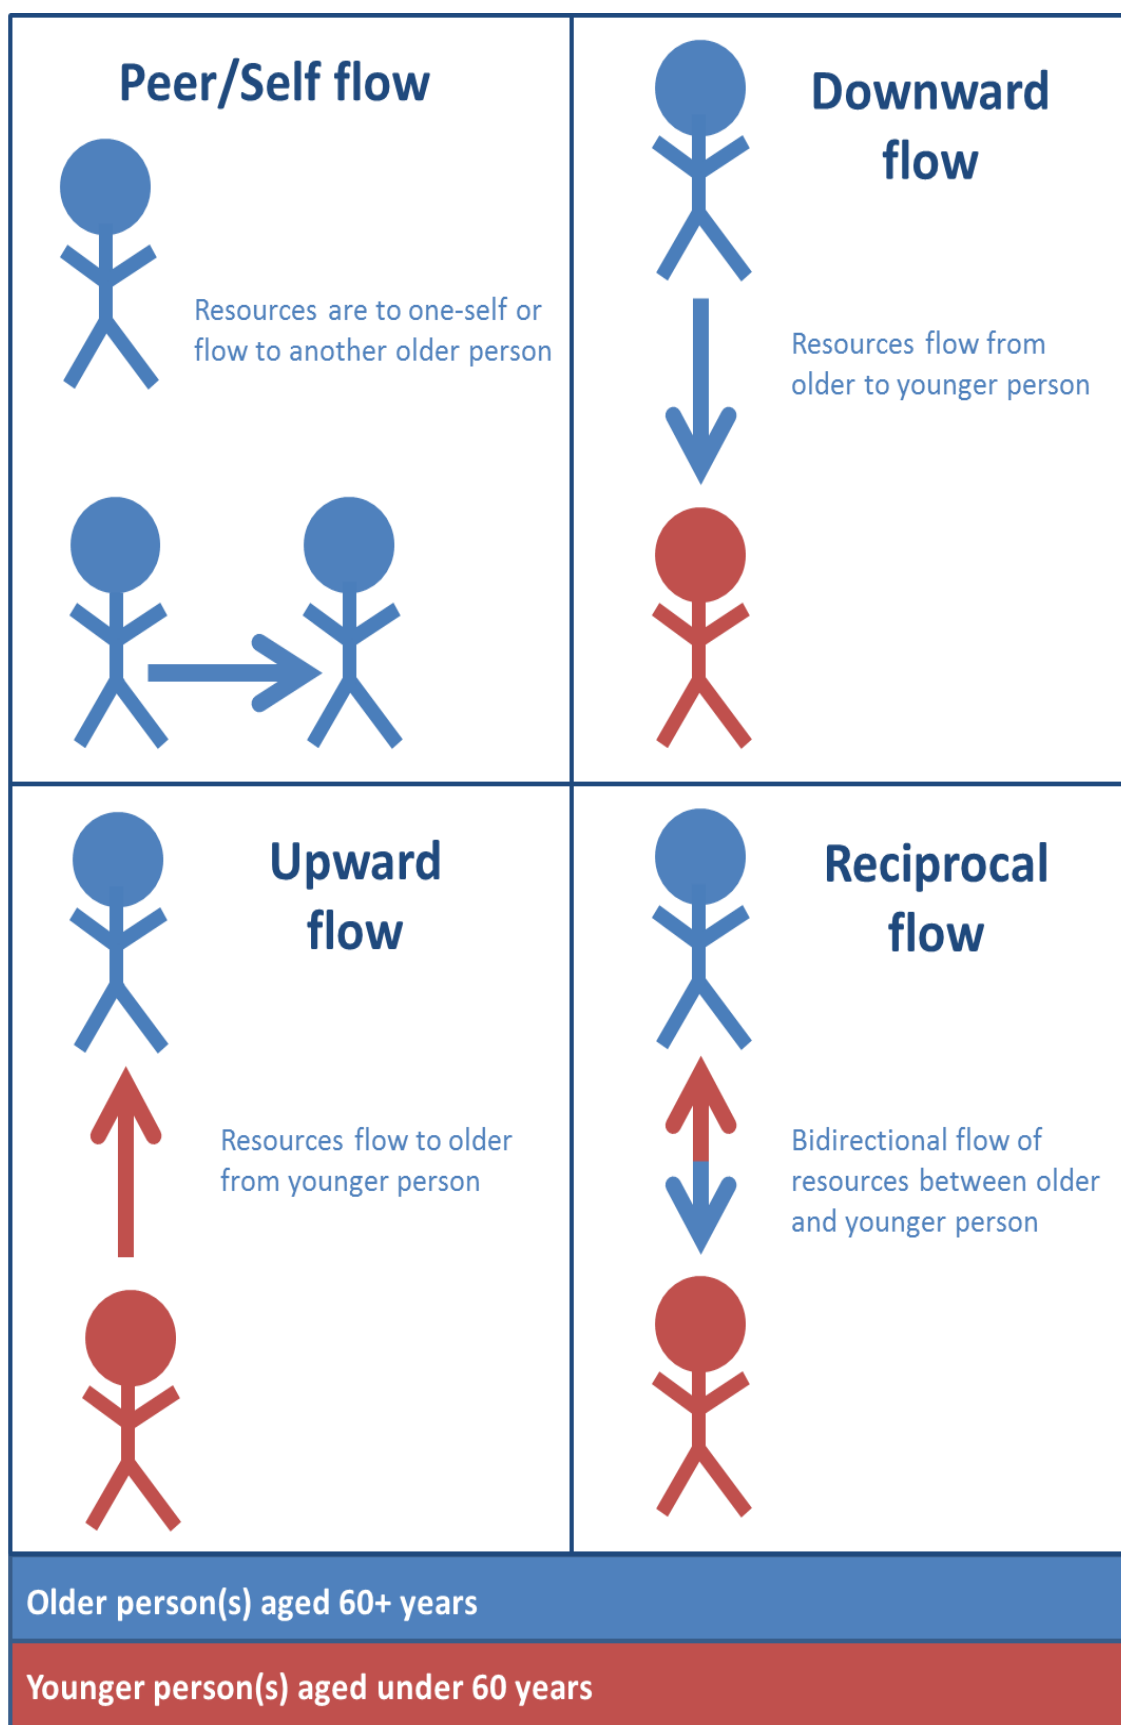 Peer/Self flow
Resources are to one-self or
flow to another older person
Downward
flow
Resources flow from
older to younger person
Upward
flow
Resources flow to older
from younger person
Reciprocal
flow
Bidirectional flow of
resources between older
and younger person
Older person(s) aged 60+ years
Younger person(s) aged under 60 years